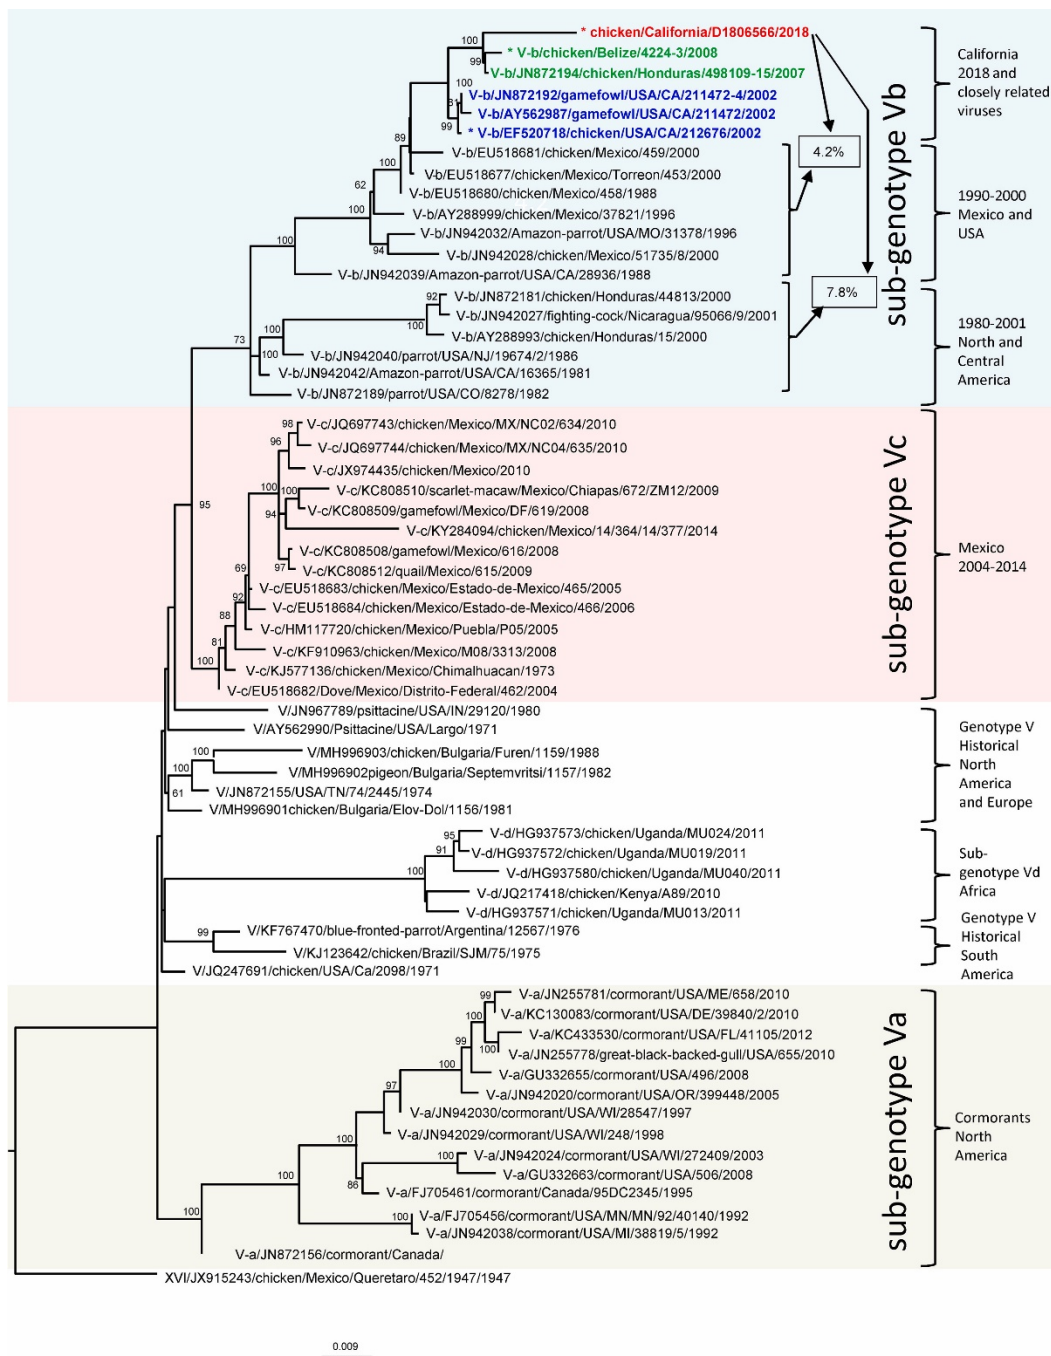 * chicken/California/D1806566/2018
100
* V-b/chicken/Belize/4224-3/2008
99
V-b/JN872194/chicken/Honduras/498109-15/2007
100
V-b/JN872192/gamefowl/USA/CA/211472-4/2002
81
V-b/AY562987/gamefowl/USA/CA/211472/2002
99
* V-b/EF520718/chicken/USA/CA/212676/2002
California
2018 and
closely related
viruses
89
V-b/EU518681/chicken/Mexico/459/2000
100
V-b/EU518677/chicken/Mexico/Torreon/453/2000
62
V-b/EU518680/chicken/Mexico/458/1988
100
V-b/AY288999/chicken/Mexico/37821/1996
V-b/JN942032/Amazon-parrot/USA/MO/31378/1996
94
V-b/JN942028/chicken/Mexico/51735/8/2000
100
V-b/JN942039/Amazon-parrot/USA/CA/28936/1988
4.2%
1990-2000
Mexico and
USA
sub-genotype Vb
92
V-b/JN872181/chicken/Honduras/44813/2000
V-b/JN942027/fighting-cock/Nicaragua/95066/9/2001
100
V-b/AY288993/chicken/Honduras/15/2000
100
73
V-b/JN942040/parrot/USA/NJ/19674/2/1986
100
V-b/JN942042/Amazon-parrot/USA/CA/16365/1981
V-b/JN872189/parrot/USA/CO/8278/1982
7.8%
1980-2001
North and
Central
America
98
V-c/JQ697743/chicken/Mexico/MX/NC02/634/2010
96
V-c/JQ697744/chicken/Mexico/MX/NC04/635/2010
V-c/JX974435/chicken/Mexico/2010
100
100
V-c/KC808510/scarlet-macaw/Mexico/Chiapas/672/ZM12/2009
95
V-c/KC808509/gamefowl/Mexico/DF/619/2008
94
V-c/KY284094/chicken/Mexico/14/364/14/377/2014
V-c/KC808508/gamefowl/Mexico/616/2008
97
V-c/KC808512/quail/Mexico/615/2009
69
V-c/EU518683/chicken/Mexico/Estado-de-Mexico/465/2005
92
V-c/EU518684/chicken/Mexico/Estado-de-Mexico/466/2006
88
V-c/HM117720/chicken/Mexico/Puebla/P05/2005
81
V-c/KF910963/chicken/Mexico/M08/3313/2008
100
V-c/KJ577136/chicken/Mexico/Chimalhuacan/1973
V-c/EU518682/Dove/Mexico/Distrito-Federal/462/2004
sub-genotype Vc
Mexico
2004-2014
V/JN967789/psittacine/USA/IN/29120/1980
V/AY562990/Psittacine/USA/Largo/1971
100
V/MH996903/chicken/Bulgaria/Furen/1159/1988
100
V/MH996902pigeon/Bulgaria/Septemvritsi/1157/1982
61
V/JN872155/USA/TN/74/2445/1974
V/MH996901chicken/Bulgaria/Elov-Dol/1156/1981
Genotype V
Historical
North
America
and Europe
95
V-d/HG937573/chicken/Uganda/MU024/2011
91
V-d/HG937572/chicken/Uganda/MU019/2011
100
V-d/HG937580/chicken/Uganda/MU040/2011
V-d/JQ217418/chicken/Kenya/A89/2010
V-d/HG937571/chicken/Uganda/MU013/2011
Sub-
genotype Vd
Africa
99
V/KF767470/blue-fronted-parrot/Argentina/12567/1976
V/KJ123642/chicken/Brazil/SJM/75/1975
V/JQ247691/chicken/USA/Ca/2098/1971
Genotype V
Historical
South
America
99
V-a/JN255781/cormorant/USA/ME/658/2010
100
V-a/KC130083/cormorant/USA/DE/39840/2/2010
99
V-a/KC433530/cormorant/USA/FL/41105/2012
100
V-a/JN255778/great-black-backed-gull/USA/655/2010
100
V-a/GU332655/cormorant/USA/496/2008
97
V-a/JN942020/cormorant/USA/OR/399448/2005
V-a/JN942030/cormorant/USA/WI/28547/1997
V-a/JN942029/cormorant/USA/WI/248/1998
100
100
V-a/JN942024/cormorant/USA/WI/272409/2003
V-a/GU332663/cormorant/USA/506/2008
86
V-a/FJ705461/cormorant/Canada/95DC2345/1995
100
100
V-a/FJ705456/cormorant/USA/MN/MN/92/40140/1992
V-a/JN942038/cormorant/USA/MI/38819/5/1992
100
V-a/JN872156/cormorant/Canada/
sub-genotype Va
Cormorants
North
America
XVI/JX915243/chicken/Mexico/Queretaro/452/1947/1947
0.009